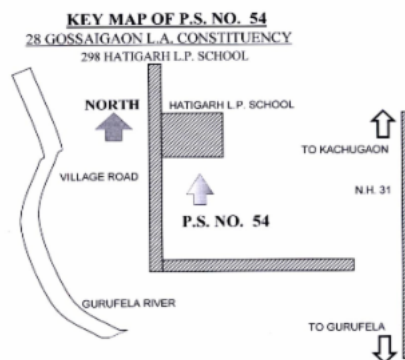 KEY MAP OF P.S. NO. 54
28 GOSSAIGAON L.A. CONSTITUENCY
298 HATIGARH L.P. SCHOOL
NORTH
HATIGARH L.P. SCHOOL
TO KACHUGAON
VILLAGE ROAD
N.H. 31
P.S. NO. 54
GURUFELA RIVER
TO GURUFELA